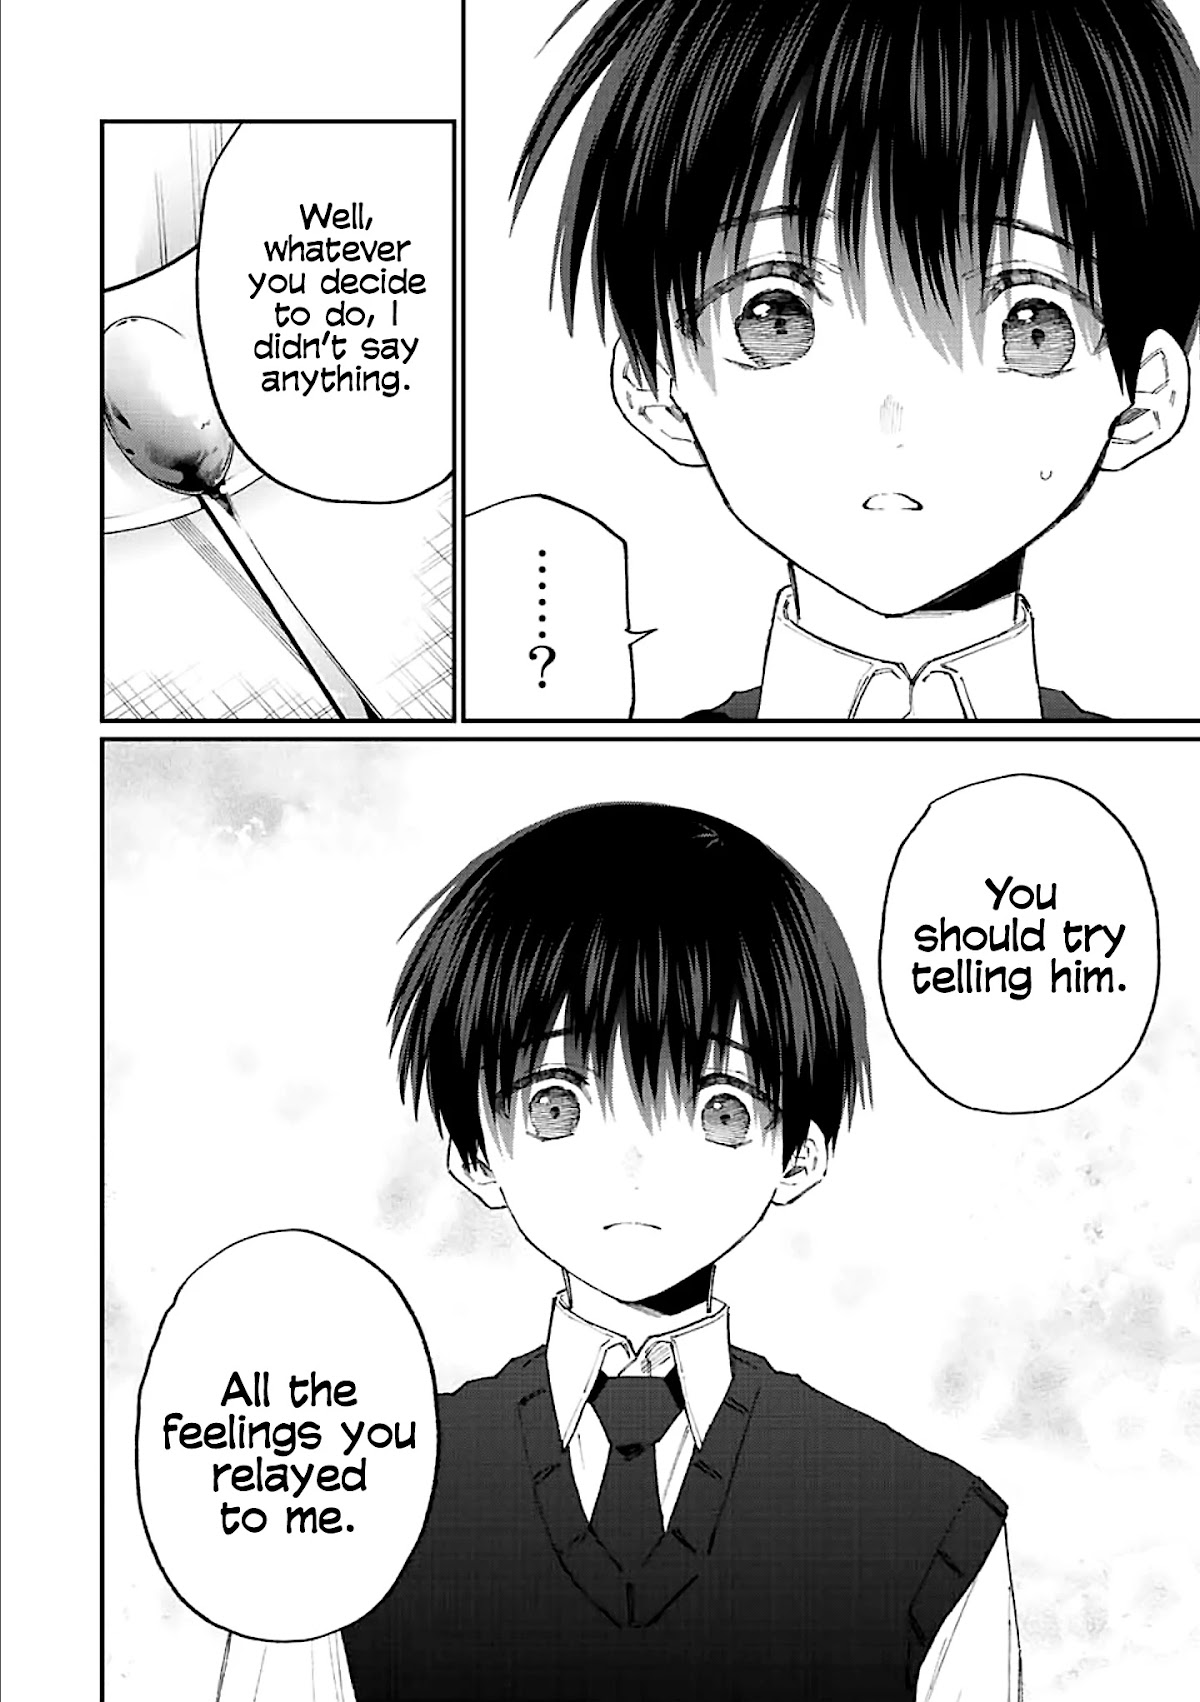 ………?
Well,
whatever
you decide
to do, I
didn't say
anything.
You
should try
telling him.
All the
feelings you
relayed
to me.